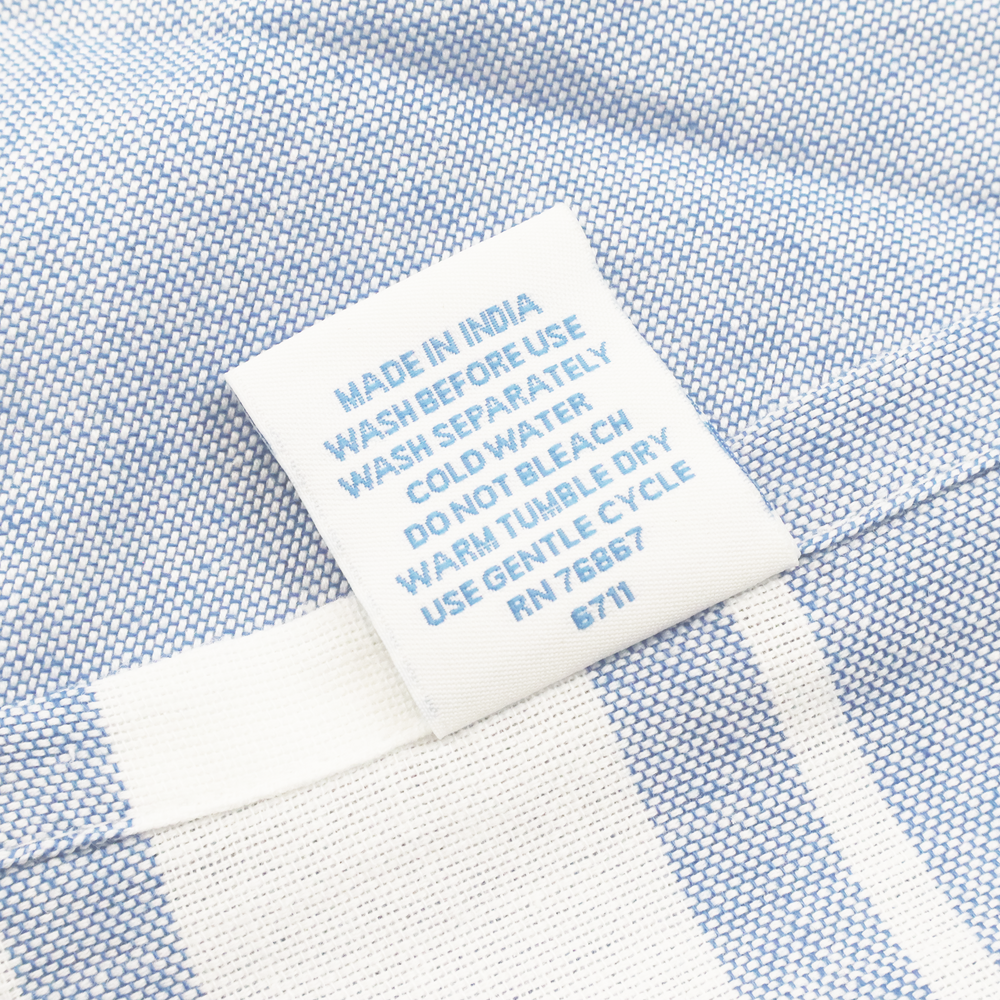 MADE IN INDIA
WASH BEFORE USE
WASH SEPARATELY
COLD WATER
DO NOT BLEACH
WARM TUMBLE DRY
USE GENTLE CYCLE
RN 76867
6711